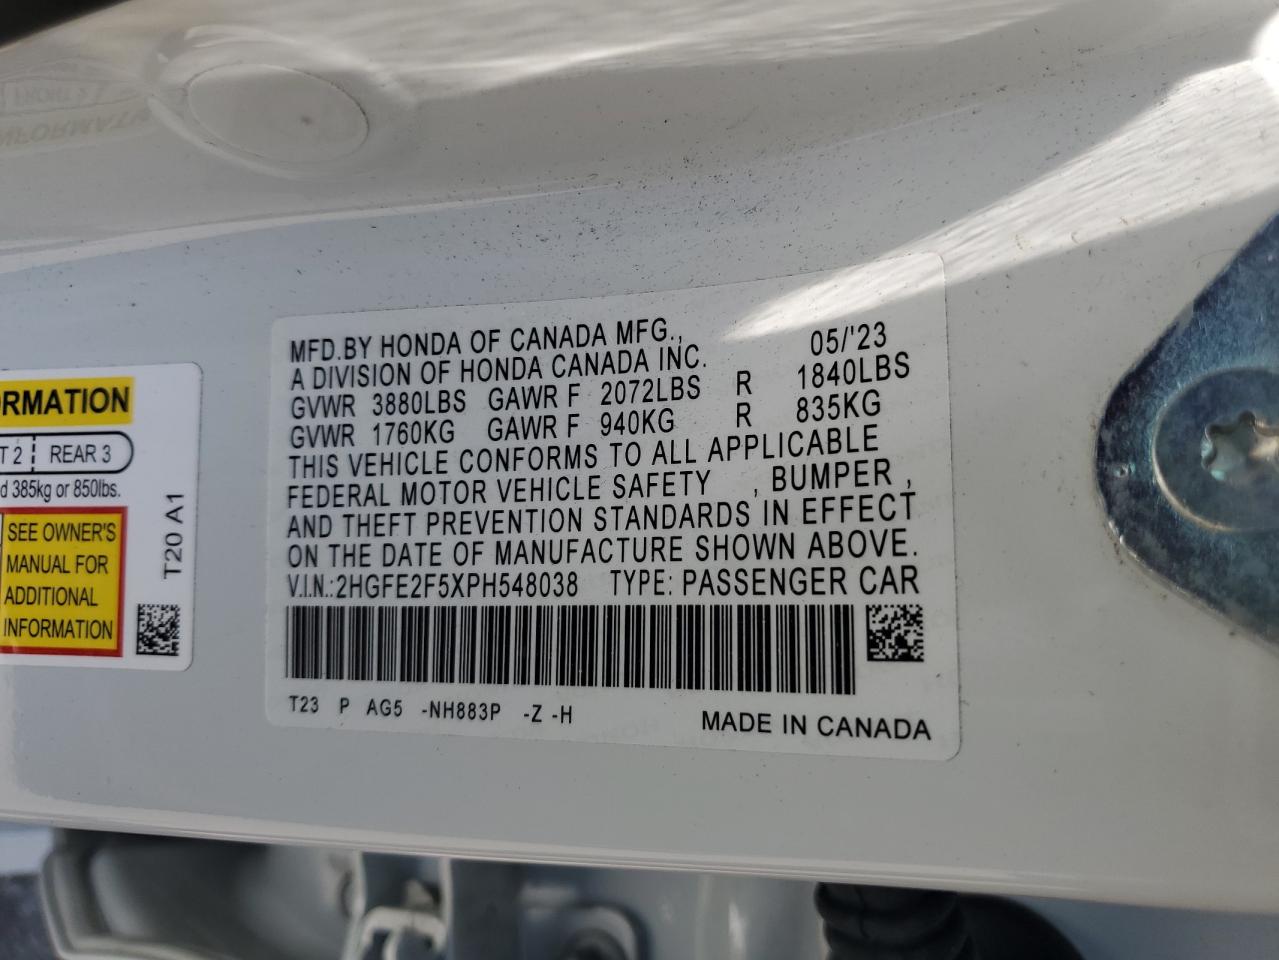 ORMATION
T 2 REAR 3
d 385kg or 850lbs.
SEE OWNER'S
MANUAL FOR
ADDITIONAL
INFORMATION
T20 A1
MFD.BY HONDA OF CANADA MFG., 05/'23
A DIVISION OF HONDA CANADA INC.
GVWR 3880LBS GAWR F 2072LBS R 1840LBS
GVWR 1760KG GAWR F 940KG R 835KG
THIS VEHICLE CONFORMS TO ALL APPLICABLE
FEDERAL MOTOR VEHICLE SAFETY , BUMPER ,
AND THEFT PREVENTION STANDARDS IN EFFECT
ON THE DATE OF MANUFACTURE SHOWN ABOVE.
V.I.N.:2HGFE2F5XPH548038 TYPE: PASSENGER CAR
T23 P AG5 -NH883P -Z -H MADE IN CANADA